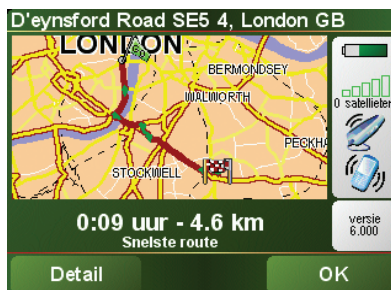 D'eynsford Road SE5 4, London GB
LONDON
BERMONDSEY
WALWORTH
0 satellieten
PECKHA
STOCKWELL
0:09 uur - 4.6 km
Snelste route
versie
6.000
Detail
OK